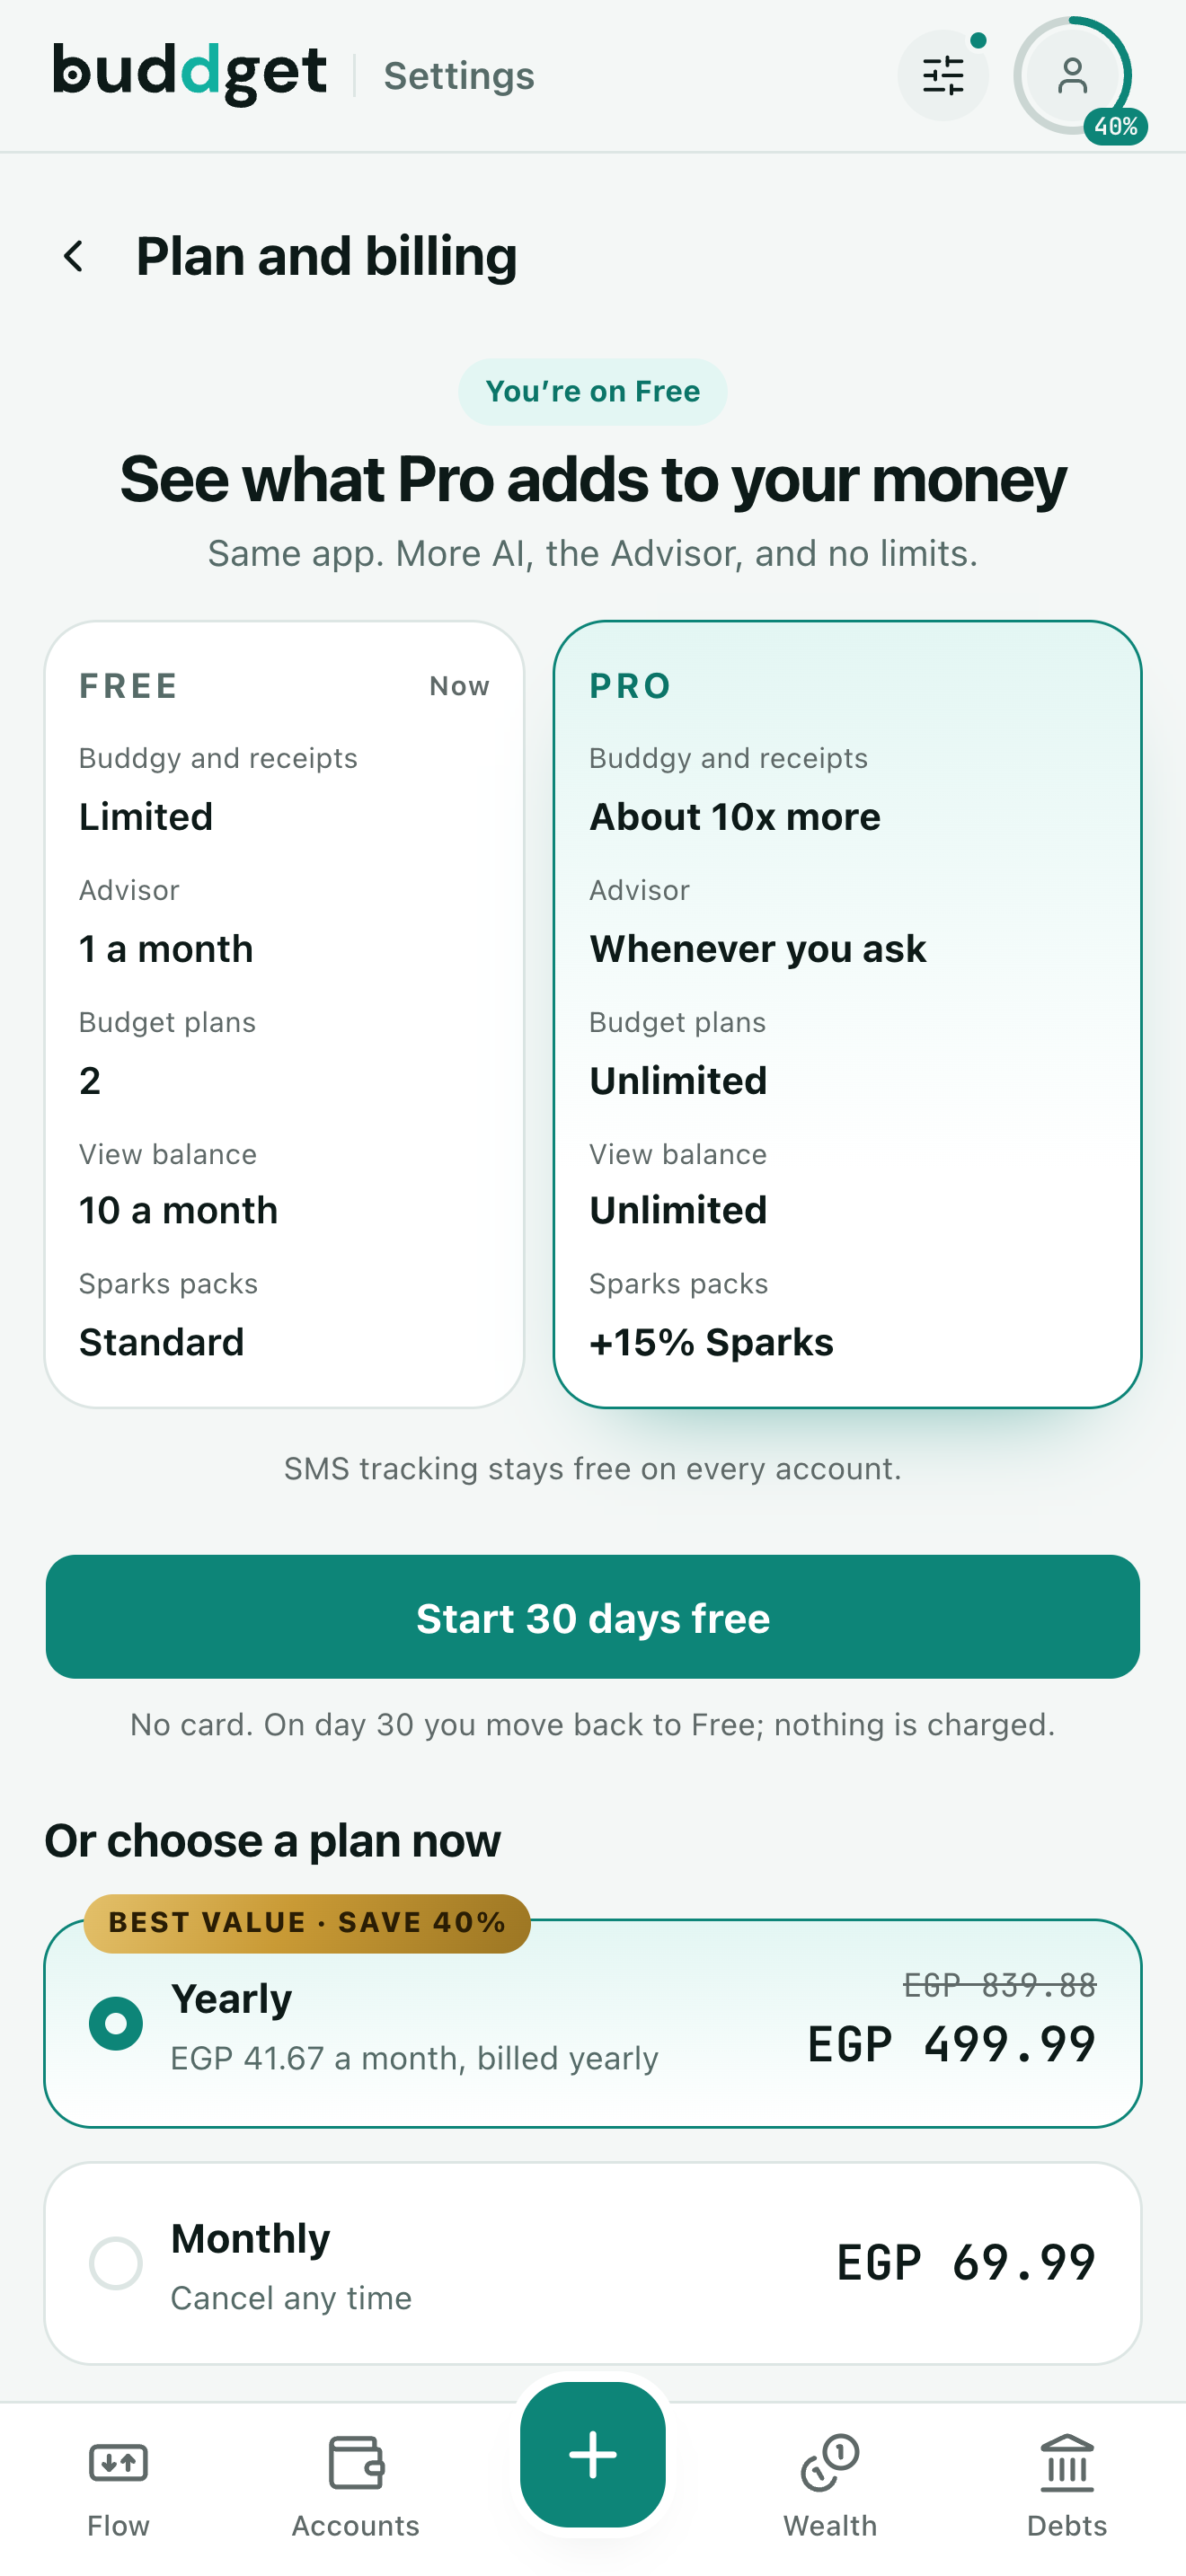 buddget
Settings
40%
Plan and billing
You’re on Free
See what Pro adds to your money
Same app. More AI, the Advisor, and no limits.
FREE
Now
Buddgy and receipts
Limited
Advisor
1 a month
Budget plans
2
View balance
10 a month
Sparks packs
Standard
PRO
Buddgy and receipts
About 10x more
Advisor
Whenever you ask
Budget plans
Unlimited
View balance
Unlimited
Sparks packs
+15% Sparks
SMS tracking stays free on every account.
Start 30 days free
No card. On day 30 you move back to Free; nothing is charged.
Or choose a plan now
BEST VALUE · SAVE 40%
Yearly
EGP 41.67 a month, billed yearly
EGP 839.88
EGP 499.99
Monthly
Cancel any time
EGP 69.99
Flow
Accounts
Wealth
Debts